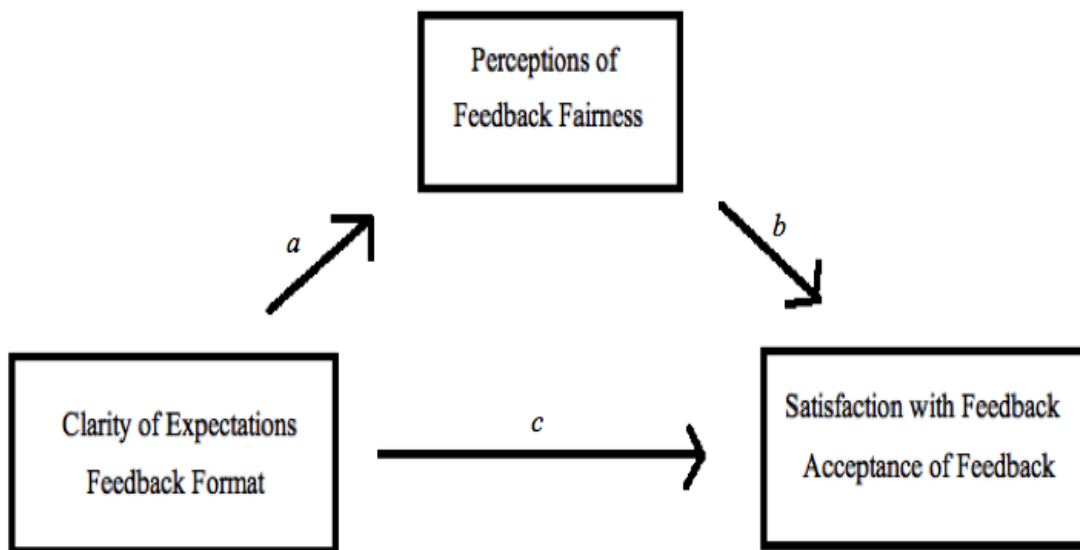 Perceptions of
Feedback Fairness
a
b
Clarity of Expectations
Feedback Format
c
Satisfaction with Feedback
Acceptance of Feedback